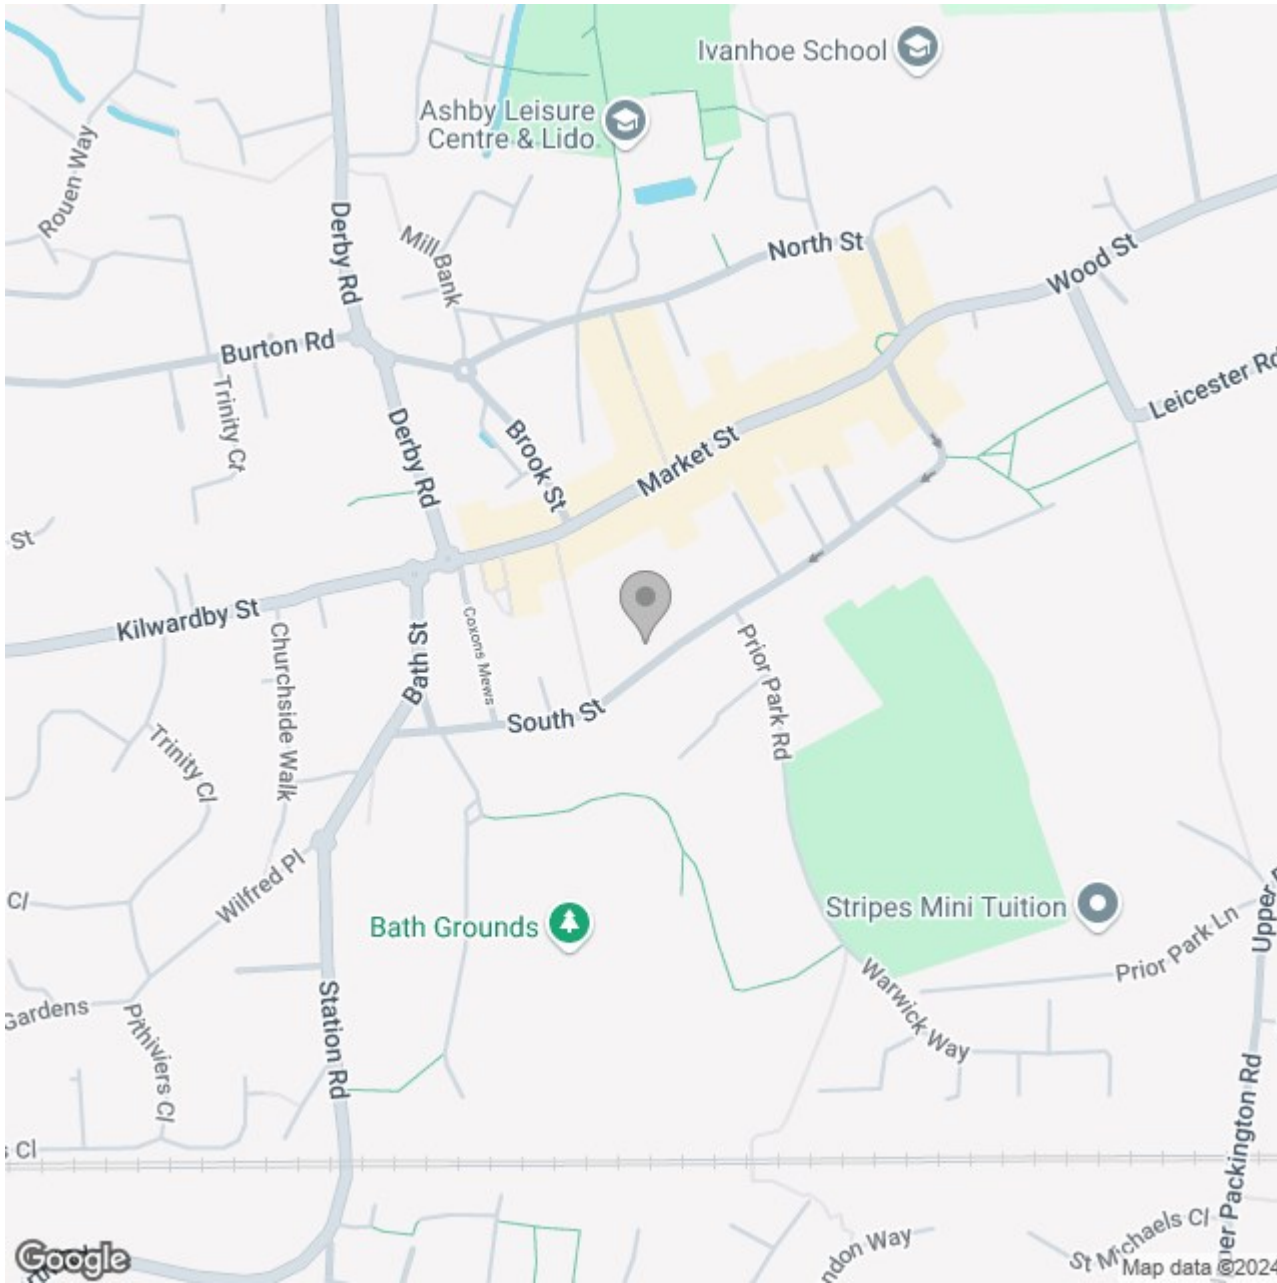 Ivanhoe School
Ashby Leisure
Centre & Lido
Rouen Way
Derby Rd
Mill Bank
North St
Wood St
Burton Rd
Trinity Ct
Derby Rd
Brook St
Market St
Leicester Rd
St
Kilwardby St
Churchside Walk
Bath St
Coxons Mews
South St
Prior Park Rd
Trinity Cl
Wilfred Pl
Cl
Bath Grounds
Stripes Mini Tuition
Prior Park Ln
Upper
Gardens
Pithiviers Cl
Station Rd
Warwick Way
Cl
per Packington Rd
St Michaels Cl
ndon Way
Google
Map data ©2024